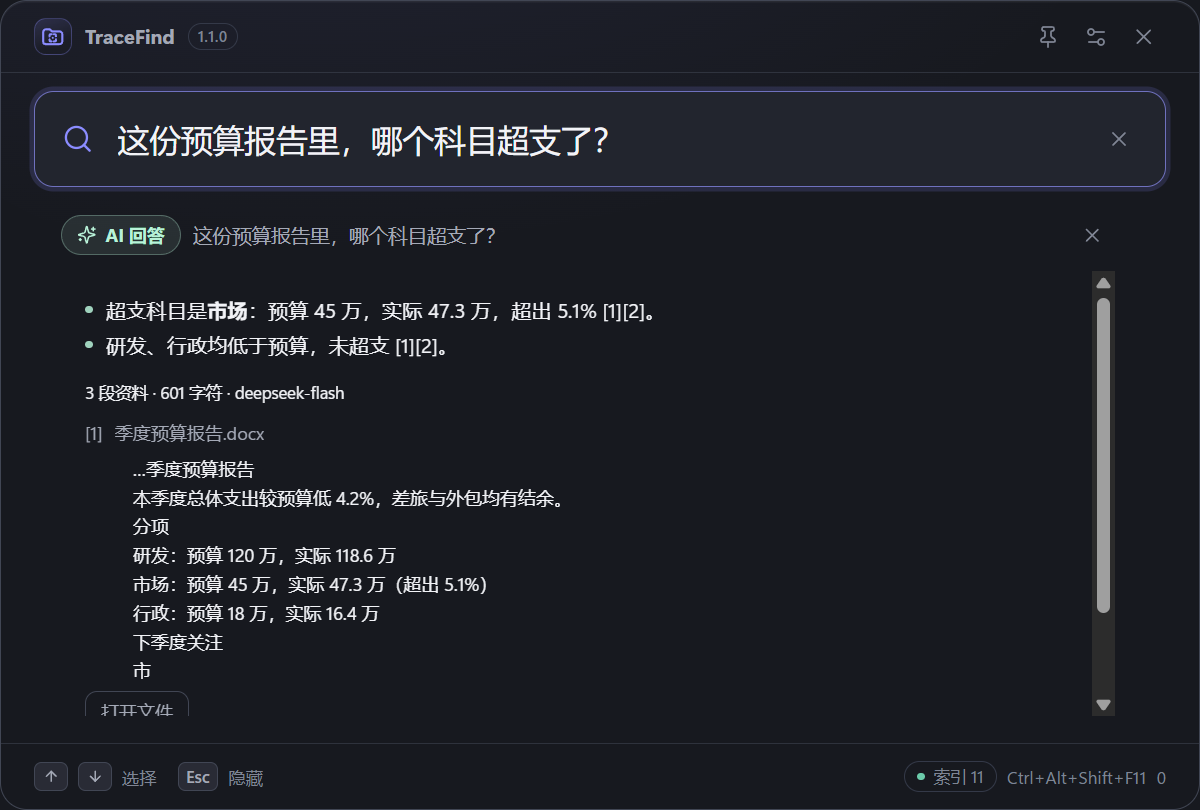 TraceFind 1.1.0
这份预算报告里，哪个科目超支了？
AI 回答 这份预算报告里，哪个科目超支了？
• 超支科目是市场：预算 45 万，实际 47.3 万，超出 5.1% [1][2]。
• 研发、行政均低于预算，未超支 [1][2]。
3 段资料 · 601 字符 · deepseek-flash
[1] 季度预算报告.docx
...季度预算报告
本季度总体支出较预算低 4.2%，差旅与外包均有结余。
分项
研发：预算 120 万，实际 118.6 万
市场：预算 45 万，实际 47.3 万（超出 5.1%）
行政：预算 18 万，实际 16.4 万
下季度关注
市
打开文件
↑ ↓ 选择 Esc 隐藏 索引 11 Ctrl+Alt+Shift+F11 0